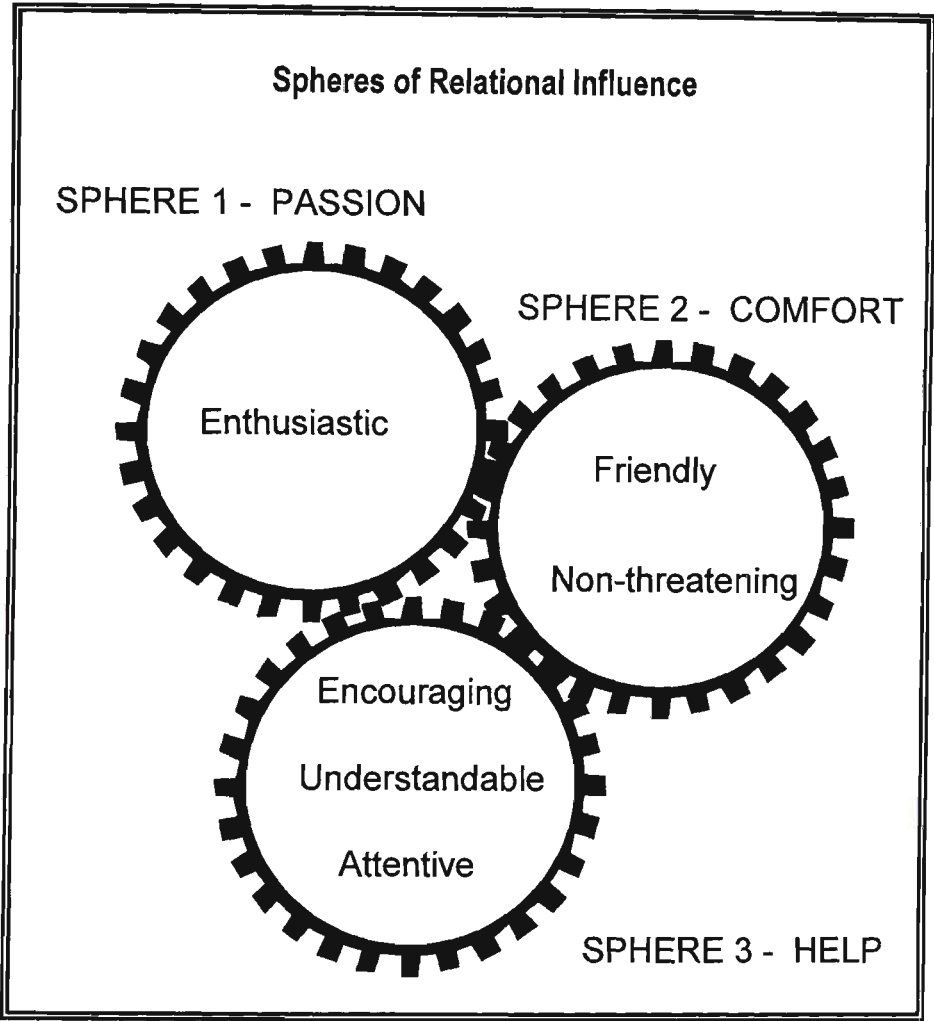 Spheres of Relational Influence
SPHERE 1 - PASSION
Enthusiastic
SPHERE 2 - COMFORT
Friendly
Non-threatening
Encouraging
Understandable
Attentive
SPHERE 3 - HELP